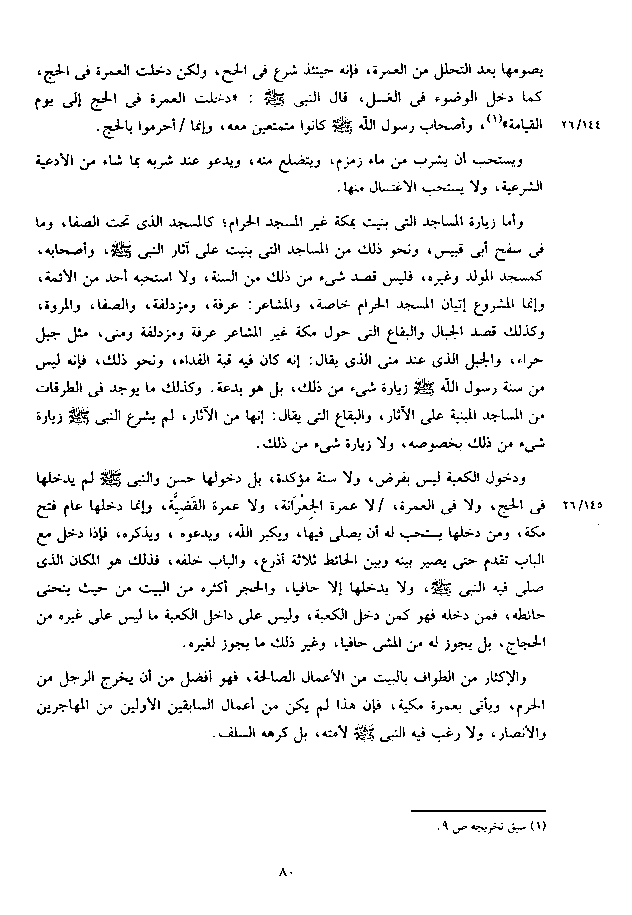 يصومها بعد التحلل من العمرة، فإنه حينئذ شرع فى الحج، ولكن دخلت العمرة فى الحج،
كما دخل الوضوء فى الغسل، قال النبى ﷺ : «دخلت العمرة فى الحج إلى يوم
القيامة»(١)، وأصحاب رسول الله ﷺ كانوا متمتعين معه، وإنما / أحرموا بالحج.
٢٦/١٤٤
ويستحب أن يشرب من ماء زمزم، ويتضلع منه، ويدعو عند شربه بما شاء من الأدعية
الشرعية، ولا يستحب الاغتسال منها.
وأما زيارة المساجد التى بنيت بمكة غير المسجد الحرام؛ كالمسجد الذى تحت الصفا، وما
فى سفح أبى قبيس، ونحو ذلك من المساجد التى بنيت على آثار النبى ﷺ، وأصحابه،
كمسجد المولد وغيره، فليس قصد شىء من ذلك من السنة، ولا استحبه أحد من الأئمة،
وإنما المشروع إتيان المسجد الحرام خاصة، والمشاعر: عرفة، ومزدلفة، والصفا، والمروة،
وكذلك قصد الجبال والبقاع التى حول مكة غير المشاعر عرفة ومزدلفة ومنى، مثل جبل
حراء، والجبل الذى عند منى الذى يقال: إنه كان فيه قبة الفداء، ونحو ذلك، فإنه ليس
من سنة رسول الله ﷺ زيارة شىء من ذلك، بل هو بدعة. وكذلك ما يوجد فى الطرقات
من المساجد المبنية على الآثار، والبقاع التى يقال: إنها من الآثار، لم يشرع النبى ﷺ زيارة
شىء من ذلك بخصوصه، ولا زيارة شىء من ذلك.
ودخول الكعبة ليس بفرض، ولا سنة مؤكدة، بل دخولها حسن والنبى ﷺ لم يدخلها
فى الحج، ولا فى العمرة، / لا عمرة الجِعْرَانة، ولا عمرة القَضِيَّة، وإنما دخلها عام فتح
٢٦/١٤٥
مكة، ومن دخلها يستحب له أن يصلى فيها، ويكبر الله، ويدعوه ، ويذكره، فإذا دخل مع
الباب تقدم حتى يصير بينه وبين الحائط ثلاثة أذرع، والباب خلفه، فذلك هو المكان الذى
صلى فيه النبى ﷺ، ولا يدخلها إلا حافيا، والحجر أكثره من البيت من حيث ينحنى
حائطه، فمن دخله فهو كمن دخل الكعبة، وليس على داخل الكعبة ما ليس على غيره من
الحجاج، بل يجوز له من المشى حافيا، وغير ذلك ما يجوز لغيره.
والإكثار من الطواف بالبيت من الأعمال الصالحة، فهو أفضل من أن يخرج الرجل من
الحرم، ويأتى بعمرة مكية، فإن هذا لم يكن من أعمال السابقين الأولين من المهاجرين
والأنصار، ولا رغب فيه النبى ﷺ لأمته، بل كرهه السلف.
(١) سبق تخريجه ص ٩.
٨٠